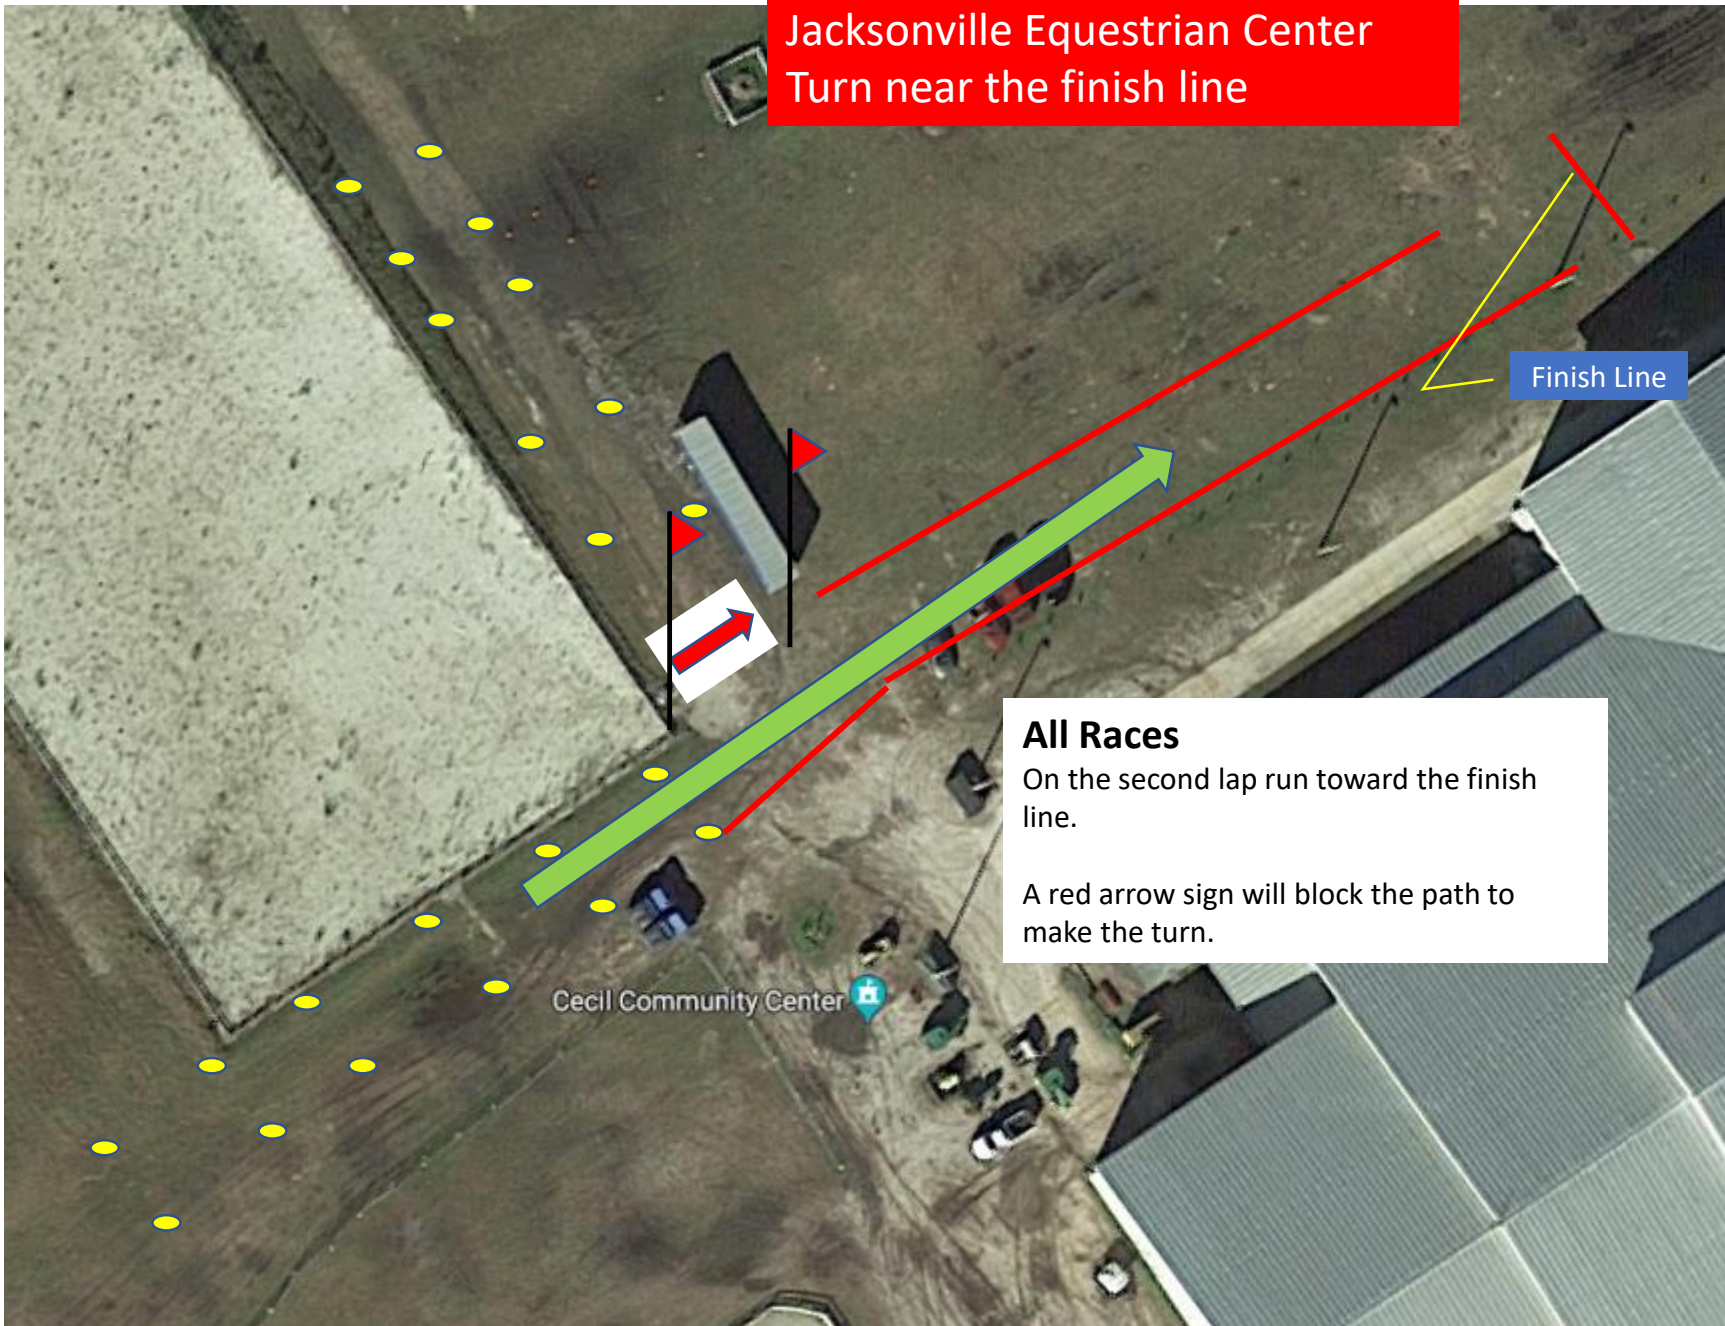 Jacksonville Equestrian Center
Turn near the finish line
Finish Line
All Races
On the second lap run toward the finish
line.
A red arrow sign will block the path to
make the turn.
Cecil Community Center